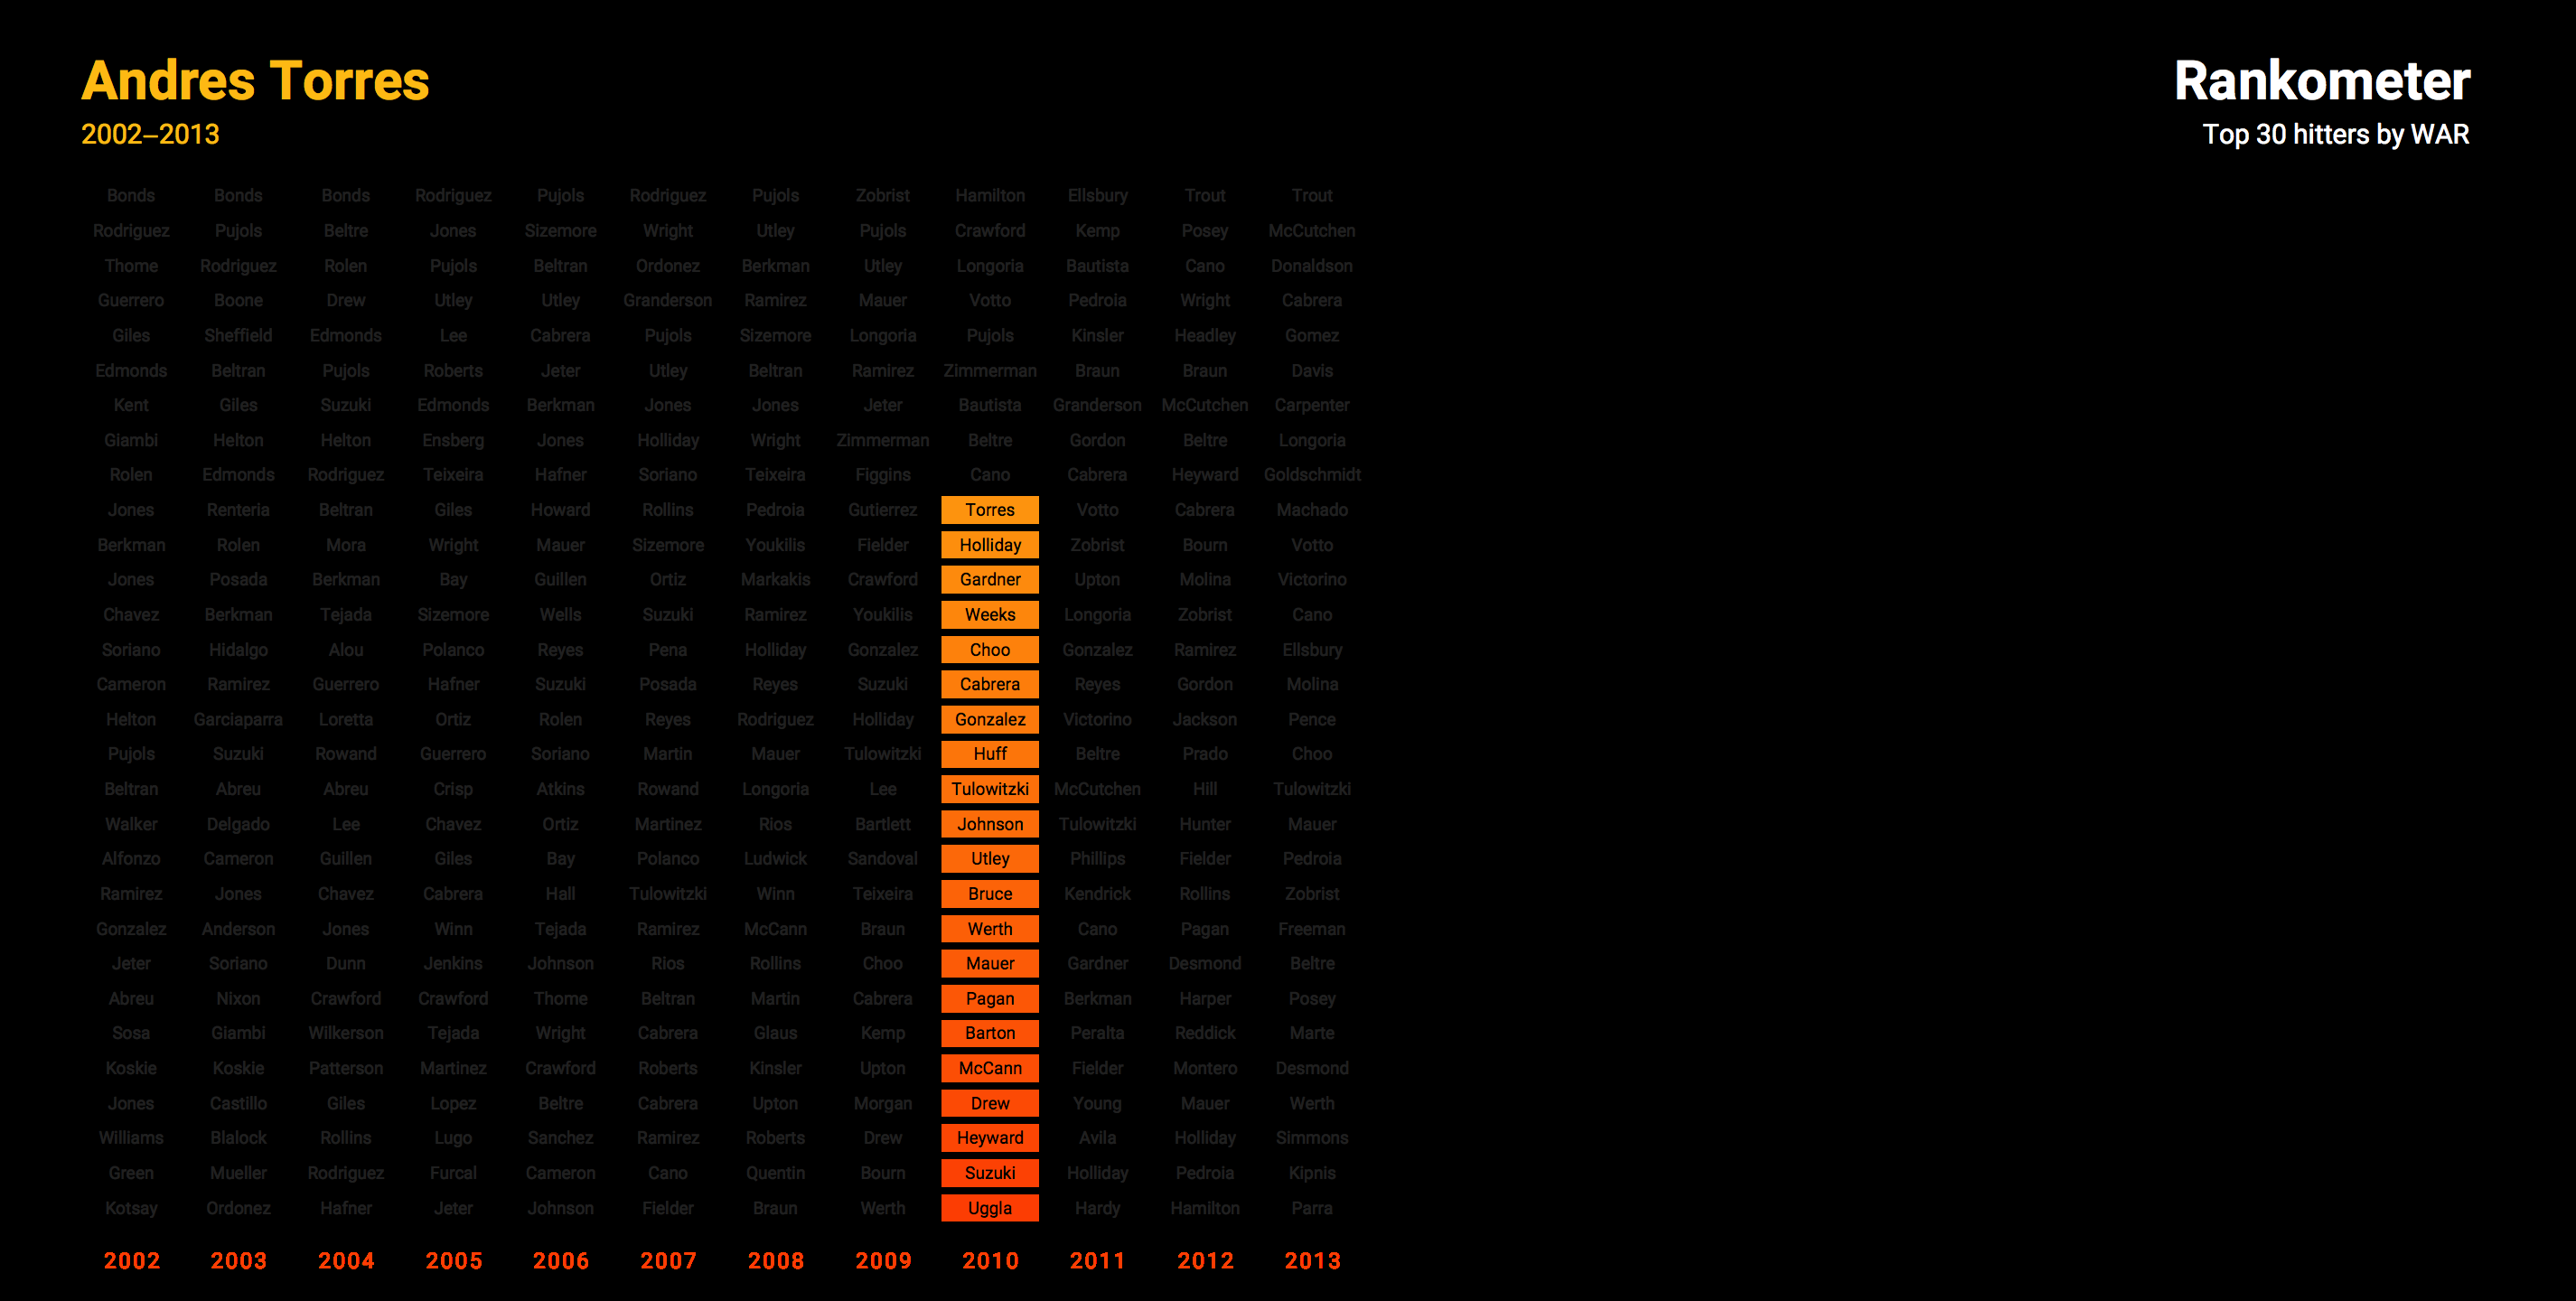 Andres Torres
2002–2013
Rankometer
Top 30 hitters by WAR
Bonds Bonds Bonds Rodriguez Pujols Rodriguez Pujols Zobrist Hamilton Ellsbury Trout Trout
Rodriguez Pujols Beltre Jones Sizemore Wright Utley Pujols Crawford Kemp Posey McCutchen
Thome Rodriguez Rolen Pujols Beltran Ordonez Berkman Utley Longoria Bautista Cano Donaldson
Guerrero Boone Drew Utley Utley Granderson Ramirez Mauer Votto Pedroia Wright Cabrera
Giles Sheffield Edmonds Lee Cabrera Pujols Sizemore Longoria Pujols Kinsler Headley Gomez
Edmonds Beltran Pujols Roberts Jeter Utley Beltran Ramirez Zimmerman Braun Braun Davis
Kent Giles Suzuki Edmonds Berkman Jones Jones Jeter Bautista Granderson McCutchen Carpenter
Giambi Helton Helton Ensberg Jones Holliday Wright Zimmerman Beltre Gordon Beltre Longoria
Rolen Edmonds Rodriguez Teixeira Hafner Soriano Teixeira Figgins Cano Cabrera Heyward Goldschmidt
Jones Renteria Beltran Giles Howard Rollins Pedroia Gutierrez Torres Votto Cabrera Machado
Berkman Rolen Mora Wright Mauer Sizemore Youkilis Fielder Holliday Zobrist Bourn Votto
Jones Posada Berkman Bay Guillen Ortiz Markakis Crawford Gardner Upton Molina Victorino
Chavez Berkman Tejada Sizemore Wells Suzuki Ramirez Youkilis Weeks Longoria Zobrist Cano
Soriano Hidalgo Alou Polanco Reyes Pena Holliday Gonzalez Choo Gonzalez Ramirez Ellsbury
Cameron Ramirez Guerrero Hafner Suzuki Posada Reyes Suzuki Cabrera Reyes Gordon Molina
Helton Garciaparra Loretta Ortiz Rolen Reyes Rodriguez Holliday Gonzalez Victorino Jackson Pence
Pujols Suzuki Rowand Guerrero Soriano Martin Mauer Tulowitzki Huff Beltre Prado Choo
Beltran Abreu Abreu Crisp Atkins Rowand Longoria Lee Tulowitzki McCutchen Hill Tulowitzki
Walker Delgado Lee Chavez Ortiz Martinez Rios Bartlett Johnson Tulowitzki Hunter Mauer
Alfonzo Cameron Guillen Giles Bay Polanco Ludwick Sandoval Utley Phillips Fielder Pedroia
Ramirez Jones Chavez Cabrera Hall Tulowitzki Winn Teixeira Bruce Kendrick Rollins Zobrist
Gonzalez Anderson Jones Winn Tejada Ramirez McCann Braun Werth Cano Pagan Freeman
Jeter Soriano Dunn Jenkins Johnson Rios Rollins Choo Mauer Gardner Desmond Beltre
Abreu Nixon Crawford Crawford Thome Beltran Martin Cabrera Pagan Berkman Harper Posey
Sosa Giambi Wilkerson Tejada Wright Cabrera Glaus Kemp Barton Peralta Reddick Marte
Koskie Koskie Patterson Martinez Crawford Roberts Kinsler Upton McCann Fielder Montero Desmond
Jones Castillo Giles Lopez Beltre Cabrera Upton Morgan Drew Young Mauer Werth
Williams Blalock Rollins Lugo Sanchez Ramirez Roberts Drew Heyward Avila Holliday Simmons
Green Mueller Rodriguez Furcal Cameron Cano Quentin Bourn Suzuki Holliday Pedroia Kipnis
Kotsay Ordonez Hafner Jeter Johnson Fielder Braun Werth Uggla Hardy Hamilton Parra
2002 2003 2004 2005 2006 2007 2008 2009 2010 2011 2012 2013